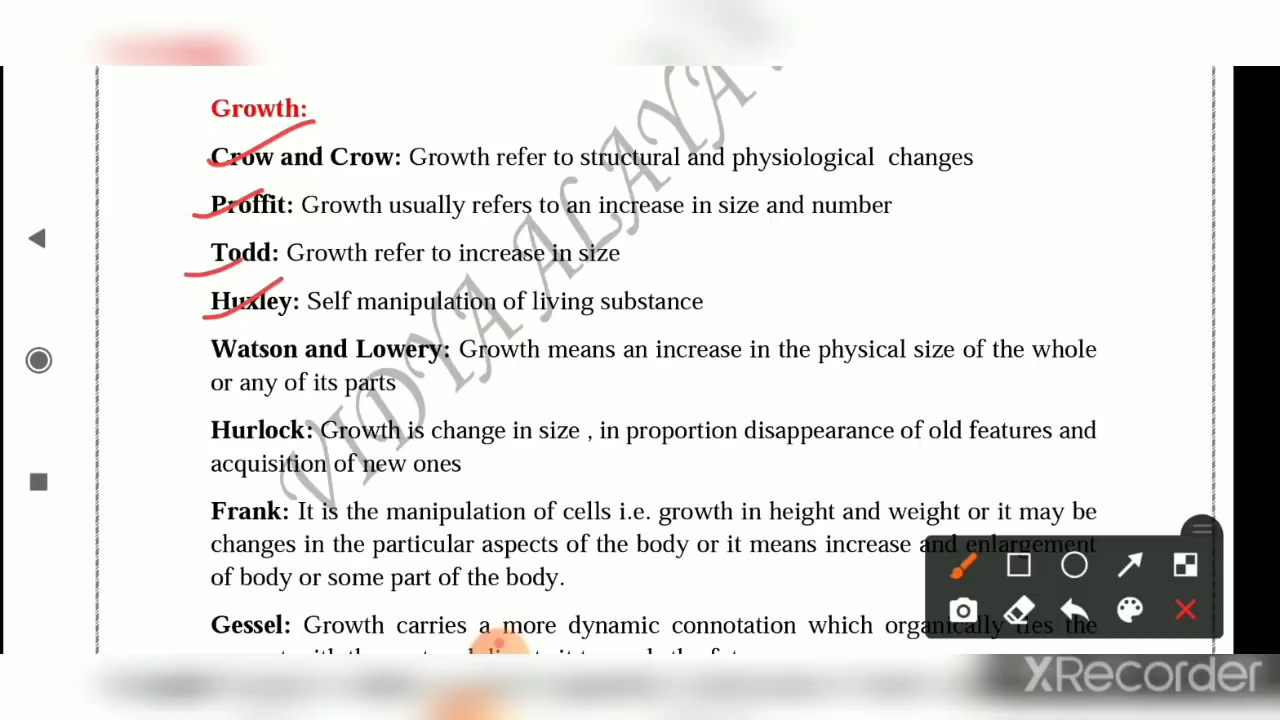 Growth:
Crow and Crow: Growth refer to structural and physiological changes
Proffit: Growth usually refers to an increase in size and number
Todd: Growth refer to increase in size
Huxley: Self manipulation of living substance
Watson and Lowery: Growth means an increase in the physical size of the whole
or any of its parts
Hurlock: Growth is change in size , in proportion disappearance of old features and
acquisition of new ones
Frank: It is the manipulation of cells i.e. growth in height and weight or it may be
changes in the particular aspects of the body or it means increase and enlargement
of body or some part of the body.
Gessel: Growth carries a more dynamic connotation which organically ties the
VIDYA ALAYA
XRecorder